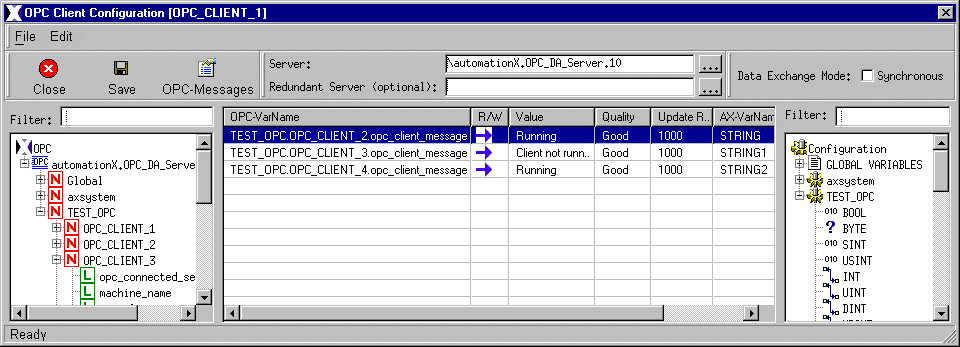 OPC Client Configuration [OPC_CLIENT_1]
File Edit
Close Save OPC-Messages
Server: \automationX.OPC_DA_Server.10 ...
Redundant Server (optional): ...
Data Exchange Mode: Synchronous
Filter:
OPC
OPC automationX.OPC_DA_Serve
N Global
N axsystem
N TEST_OPC
N OPC_CLIENT_1
N OPC_CLIENT_2
N OPC_CLIENT_3
L opc_connected_se
L machine_name
OPC-VarName R/W Value Quality Update R.. AX-VarNam
TEST_OPC.OPC_CLIENT_2.opc_client_message Running Good 1000 STRING
TEST_OPC.OPC_CLIENT_3.opc_client_message Client not runn.. Good 1000 STRING1
TEST_OPC.OPC_CLIENT_4.opc_client_message Running Good 1000 STRING2
Filter:
Configuration
GLOBAL VARIABLES
axsystem
TEST_OPC
010 BOOL
? BYTE
010 SINT
010 USINT
INT
UINT
DINT
Ready